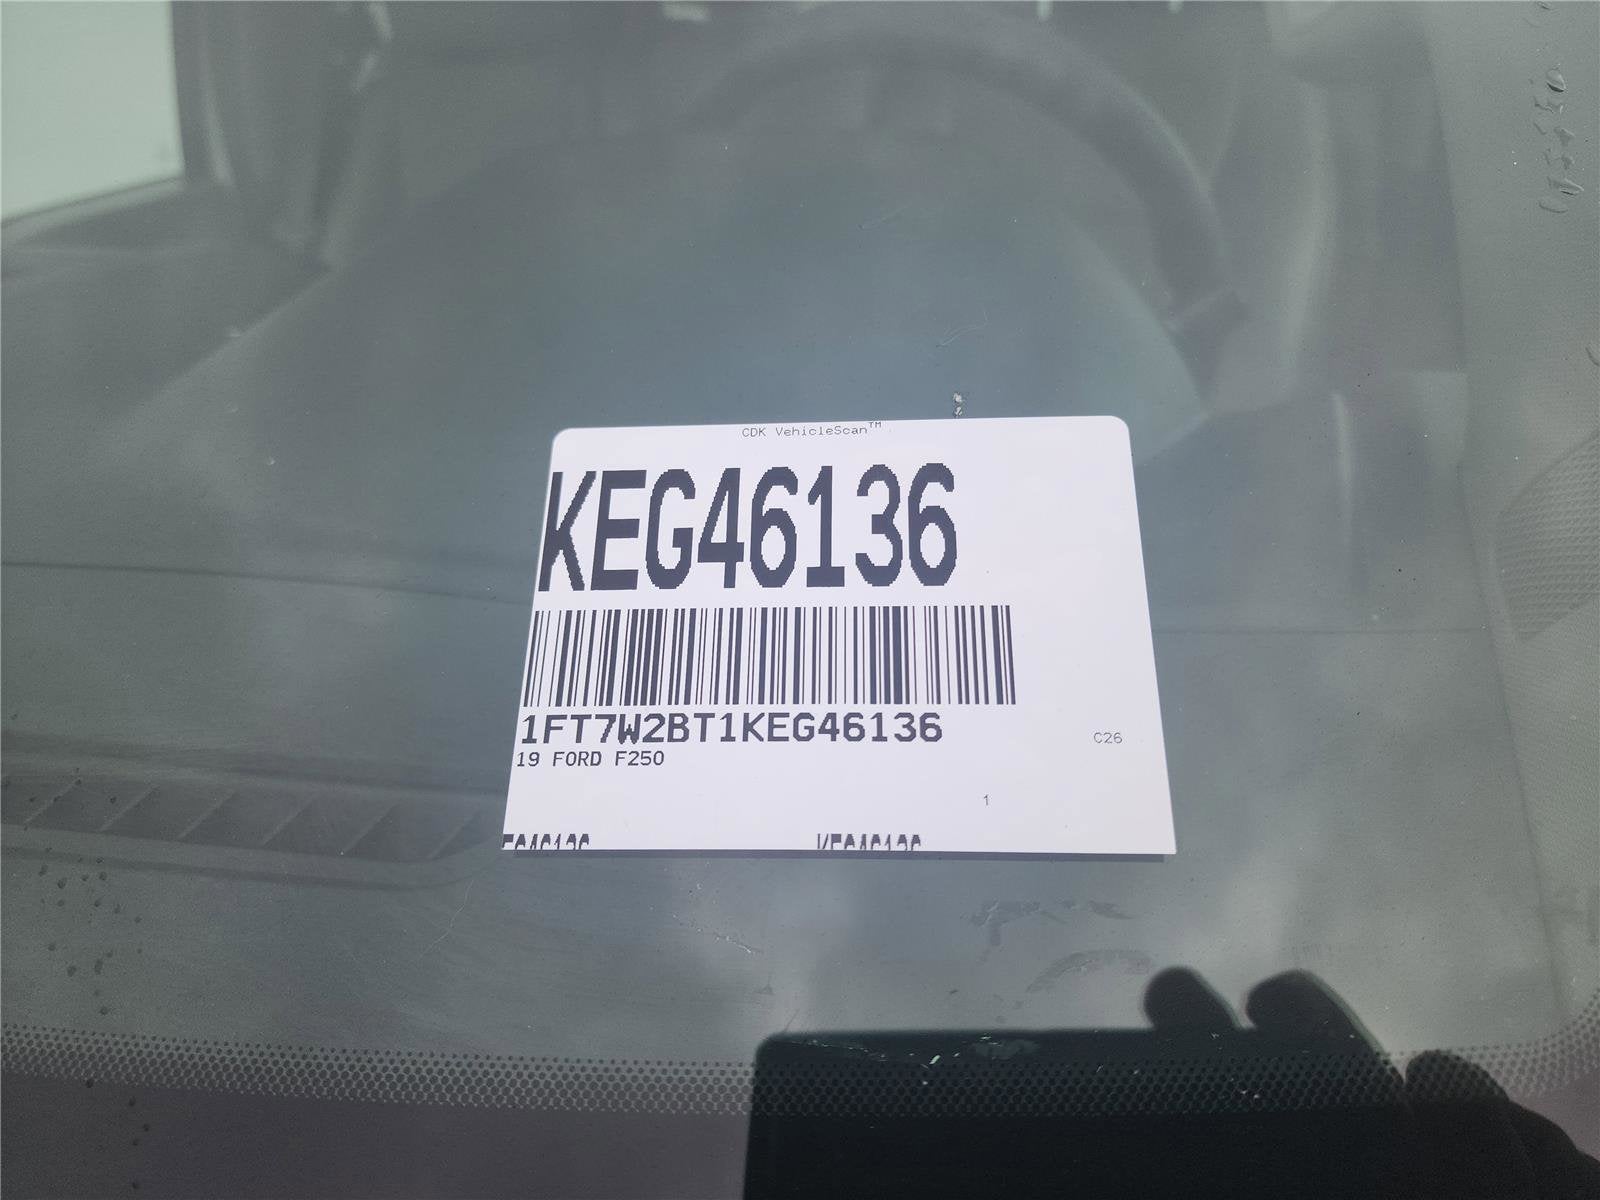 CDK VehicleScan™
KEG46136
1FT7W2BT1KEG46136
C26
19 FORD F250
1